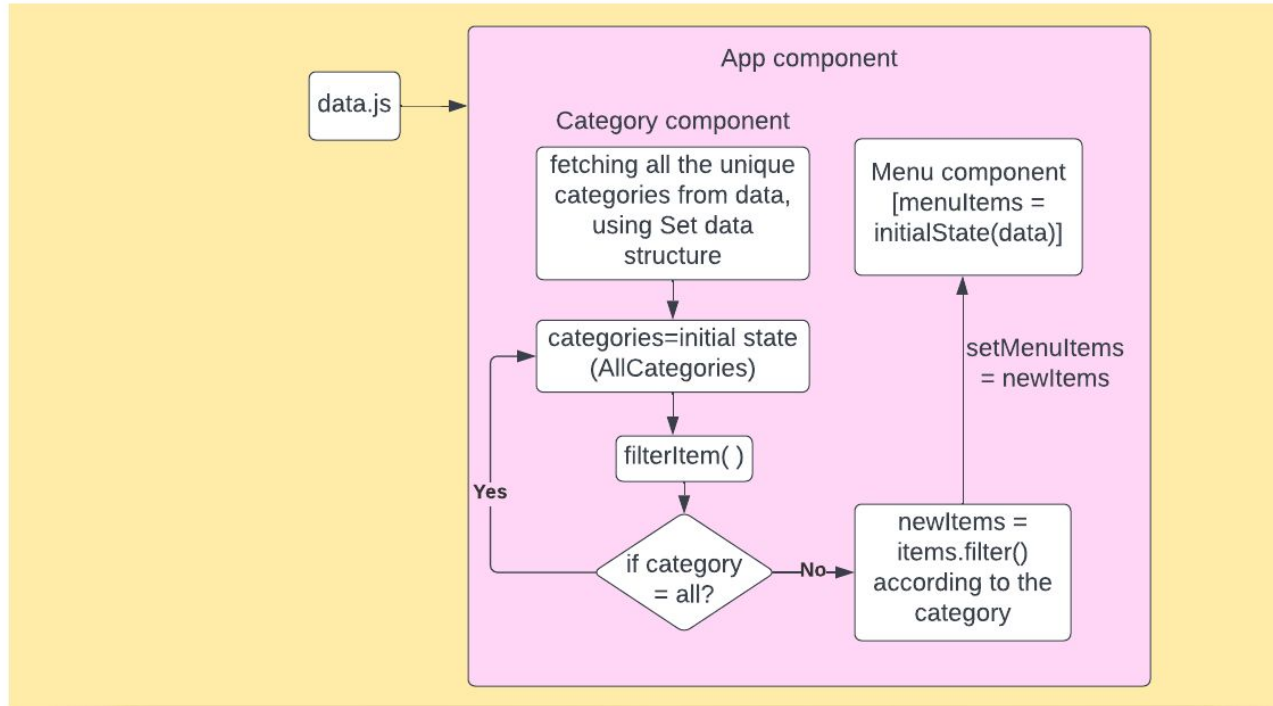 App component
data.js
Category component
fetching all the unique
categories from data,
using Set data
structure
Menu component
[menuItems =
initialState(data)]
categories=initial state
(AllCategories)
setMenuItems
= newItems
filterItem( )
Yes
if category
= all?
No
newItems =
items.filter()
according to the
category